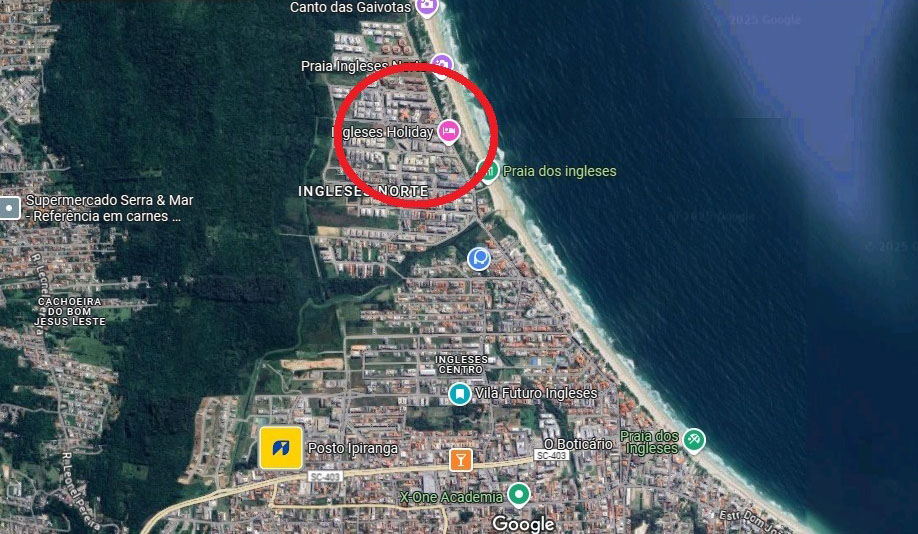 Canto das Gaivotas
© 2025 Google
Praia Ingleses Norte
Ingleses Holiday
Praia dos ingleses
INGLESES NORTE
Supermercado Serra & Mar
- Referência em carnes ...
© 2025
CACHOEIRA
DO BOM
JESUS LESTE
INGLESES
CENTRO
Vila Futuro Ingleses
Posto Ipiranga
O Boticário
Praia dos
Ingleses
SC-403
SC-403
X-One Academia
Google